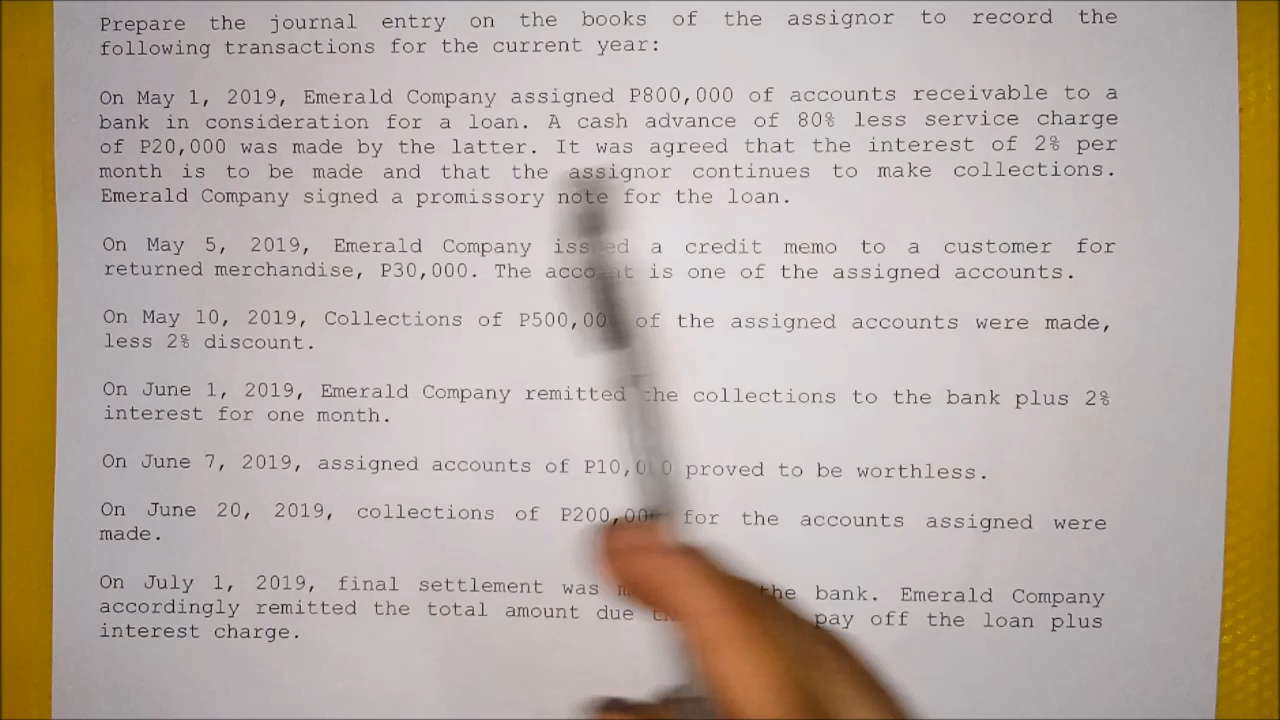 Prepare the journal entry on the books of the assignor to record the
following transactions for the current year:
On May 1, 2019, Emerald Company assigned P800,000 of accounts receivable to a
bank in consideration for a loan. A cash advance of 80% less service charge
of P20,000 was made by the latter. It was agreed that the interest of 2% per
month is to be made and that the assignor continues to make collections.
Emerald Company signed a promissory note for the loan.
On May 5, 2019, Emerald Company issued a credit memo to a customer for
returned merchandise, P30,000. The account is one of the assigned accounts.
On May 10, 2019, Collections of of the assigned accounts were made,
less 2% discount.
On June 1, 2019, Emerald Company remitted the collections to the bank plus 2%
interest for one month.
On June 7, 2019, assigned accounts of P10,000 proved to be worthless.
On June 20, 2019, collections of P200,000 for the accounts assigned were
made.
On July 1, 2019, final settlement was the bank. Emerald Company
accordingly remitted the total amount due pay off the loan plus
interest charge.